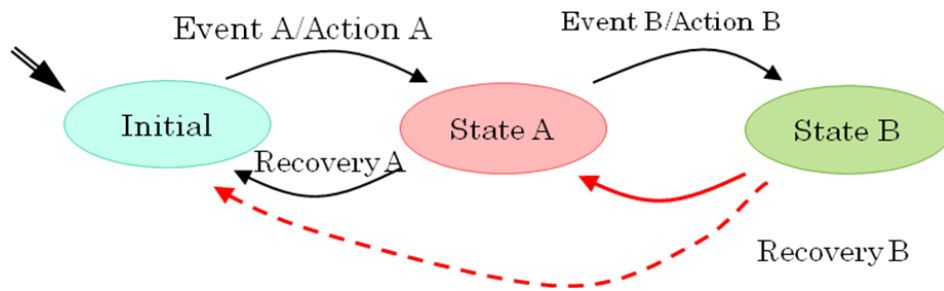 Event A/Action A
Event B/Action B
Initial
State A
State B
Recovery A
Recovery B